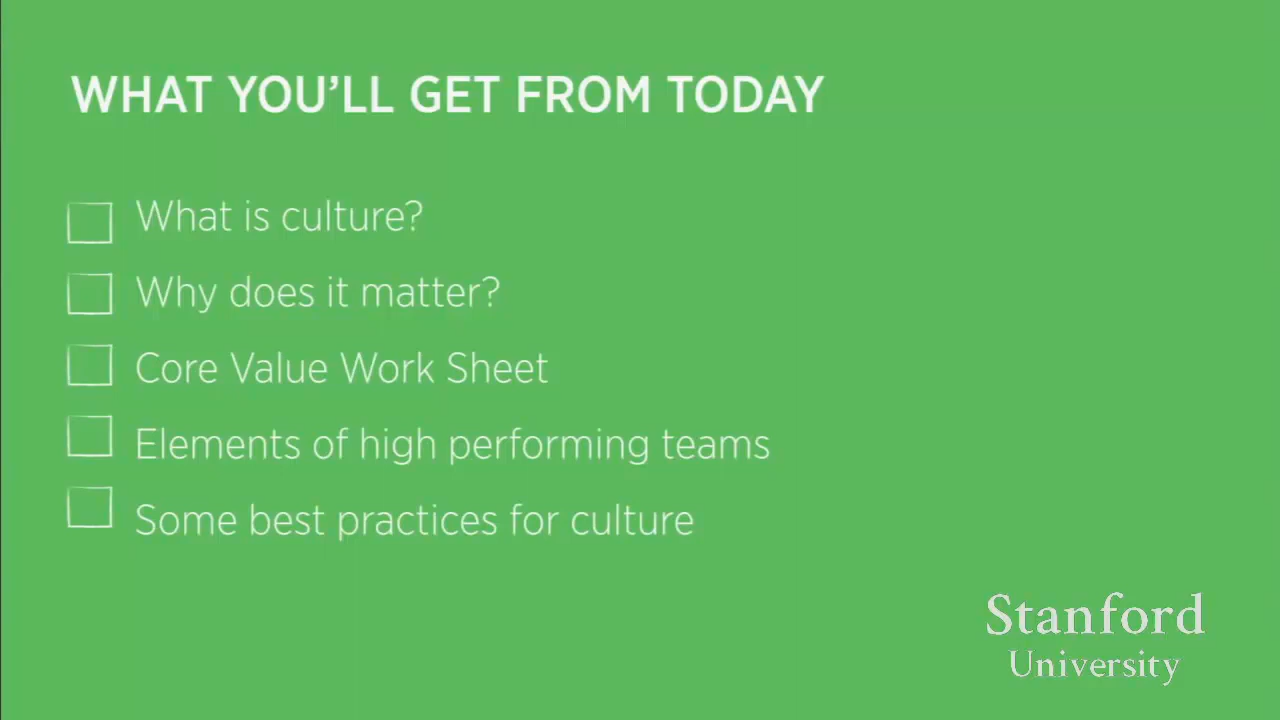 WHAT YOU'LL GET FROM TODAY
What is culture?
Why does it matter?
Core Value Work Sheet
Elements of high performing teams
Some best practices for culture
Stanford
University